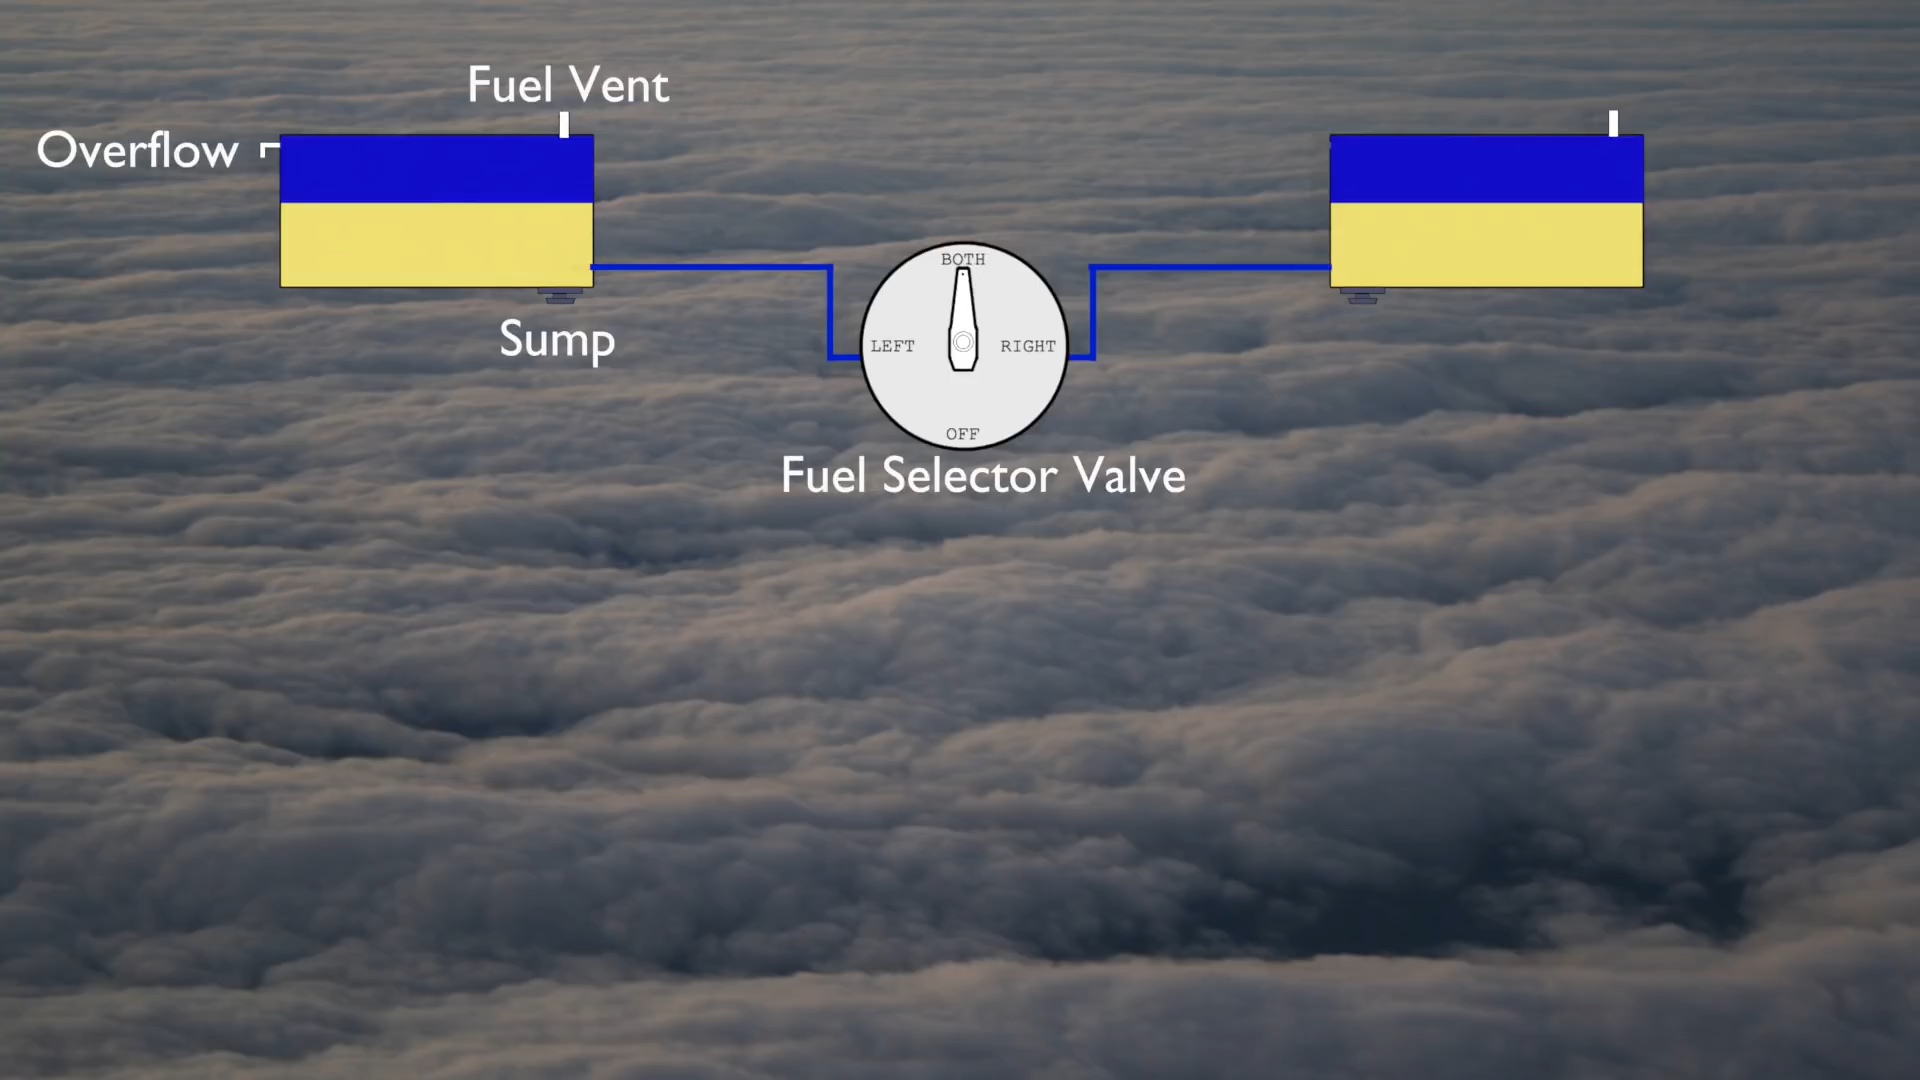 Fuel Vent
Overflow
Sump
BOTH
LEFT
RIGHT
OFF
Fuel Selector Valve